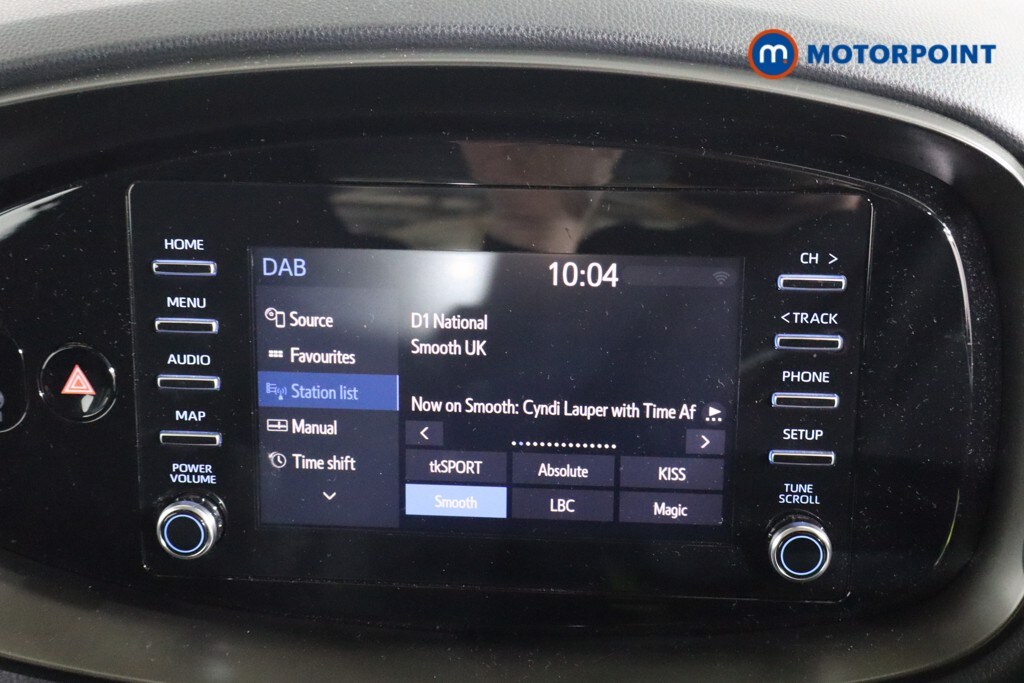 m MOTORPOINT
HOME
MENU
AUDIO
MAP
POWER
VOLUME
DAB
10:04
Source
Favourites
Station list
Manual
Time shift
D1 National
Smooth UK
Now on Smooth: Cyndi Lauper with Time Af
<
>
tkSPORT
Absolute
KISS
Smooth
LBC
Magic
CH >
< TRACK
PHONE
SETUP
TUNE
SCROLL